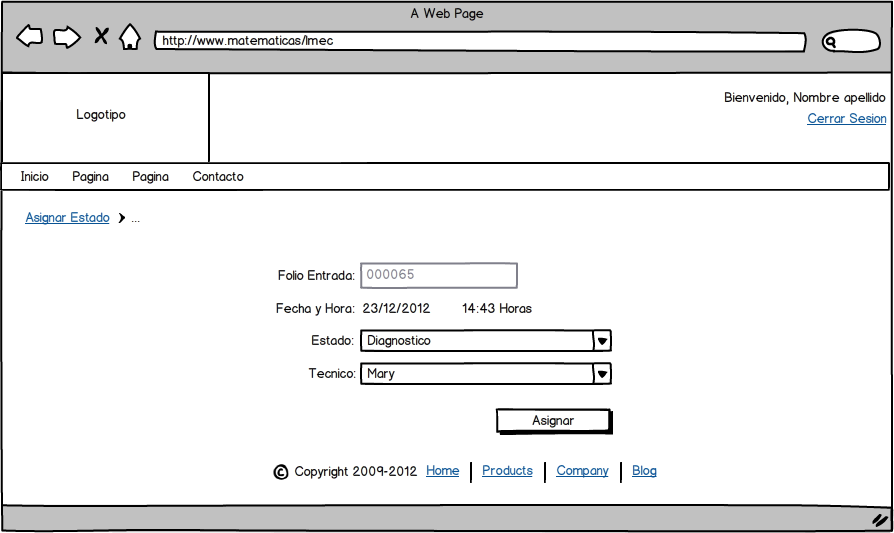 A Web Page
http://www.matematicas/lmec
Logotipo
Bienvenido, Nombre apellido
Cerrar Sesion
Inicio Pagina Pagina Contacto
Asignar Estado ...
Folio Entrada: 000065
Fecha y Hora: 23/12/2012 14:43 Horas
Estado: Diagnostico
Tecnico: Mary
Asignar
© Copyright 2009-2012 Home | Products | Company | Blog